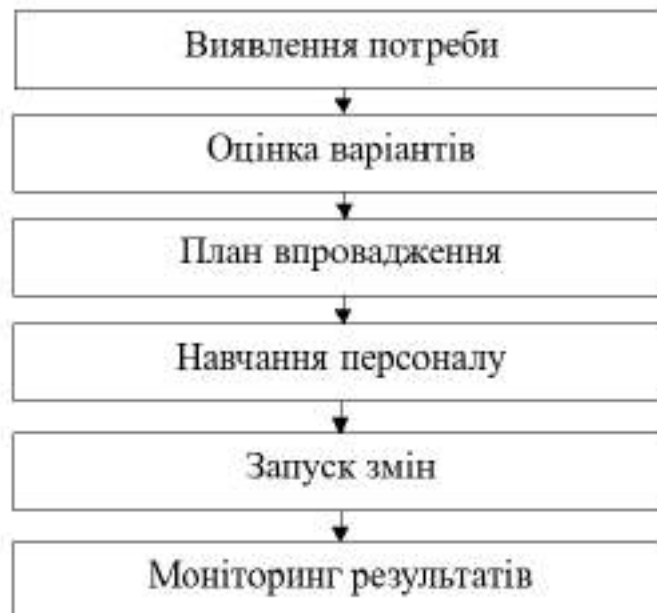 Виявлення потреби
Оцінка варіантів
План впровадження
Навчання персоналу
Запуск змін
Моніторинг результатів